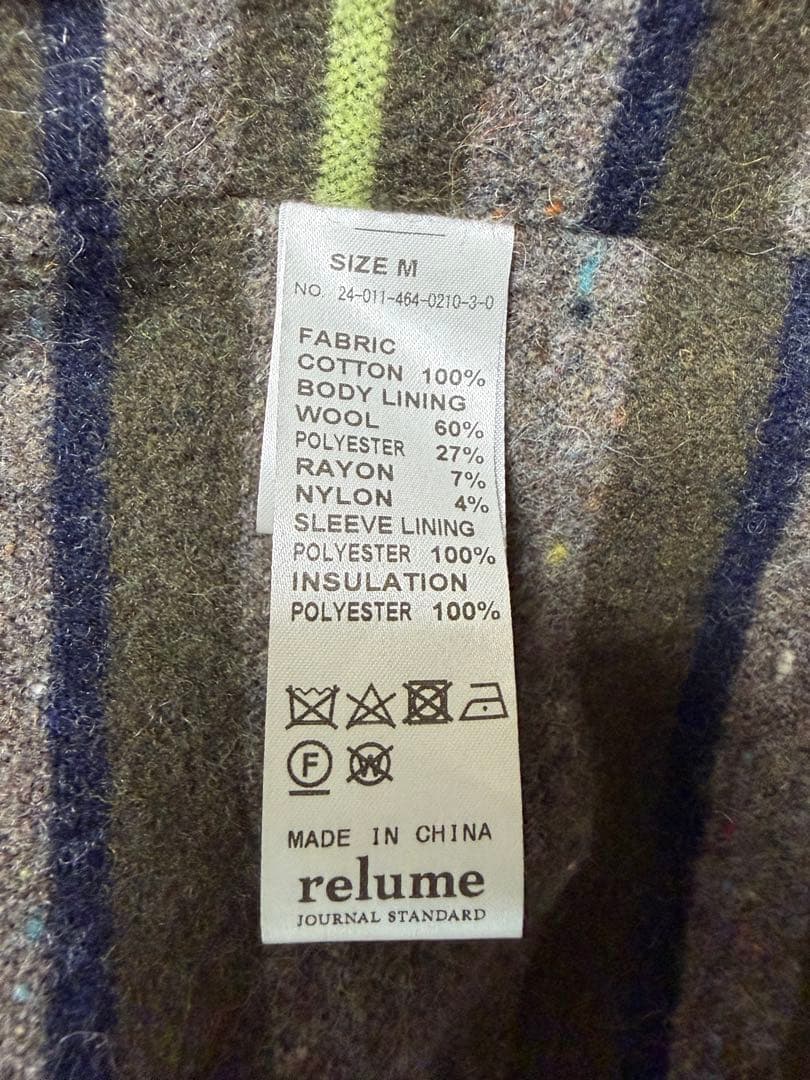 SIZE M
NO. 24-011-464-0210-3-0
FABRIC
COTTON 100%
BODY LINING
WOOL 60%
POLYESTER 27%
RAYON 7%
NYLON 4%
SLEEVE LINING
POLYESTER 100%
INSULATION
POLYESTER 100%
F W
MADE IN CHINA
relume
JOURNAL STANDARD